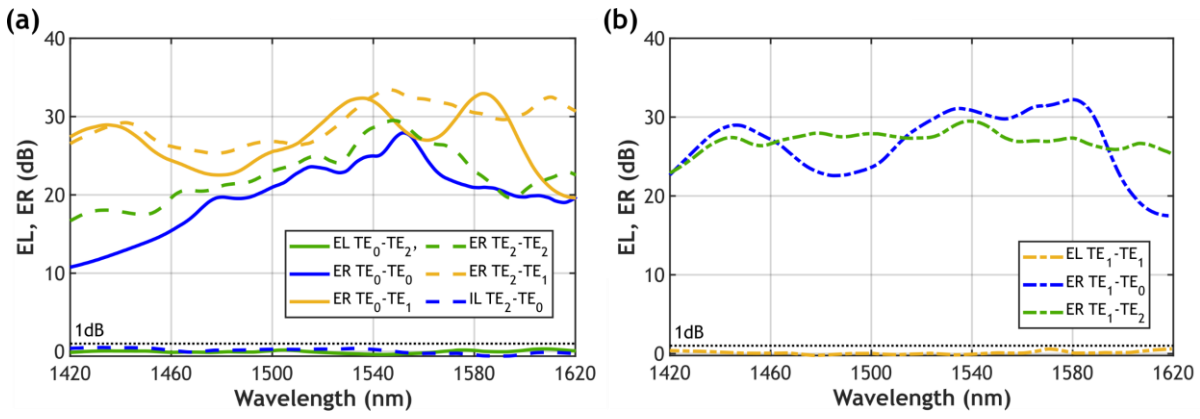 (a)
40
30
20
10
0
EL, ER (dB)
EL TE₀-TE₂,
ER TE₀-TE₀
ER TE₀-TE₁
ER TE₂-TE₂
ER TE₂-TE₁
IL TE₂-TE₀
1dB
1420 1460 1500 1540 1580 1620
Wavelength (nm)
(b)
40
30
20
10
0
EL, ER (dB)
EL TE₁-TE₁
ER TE₁-TE₀
ER TE₁-TE₂
1dB
1420 1460 1500 1540 1580 1620
Wavelength (nm)